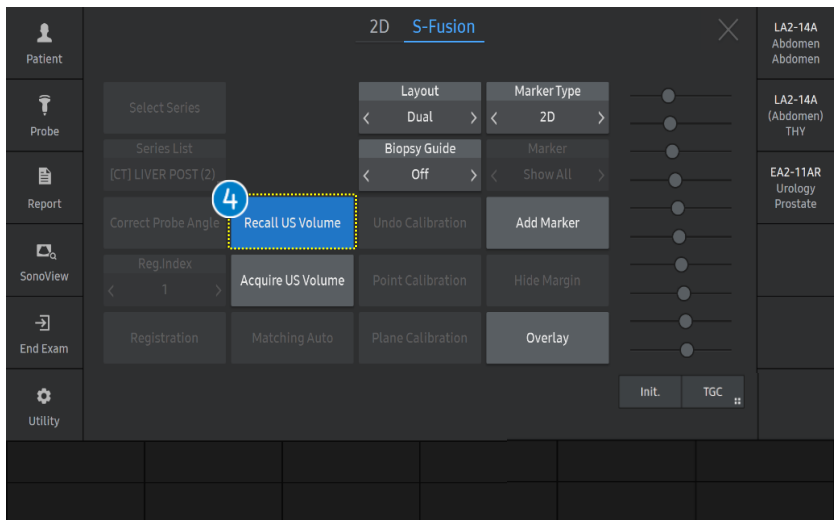 2D S-Fusion
Patient
Probe
Report
SonoView
End Exam
Utility
Select Series
Layout
Dual
Marker Type
2D
Series List
[CT] LIVER POST (2)
Biopsy Guide
Off
Marker
Show All
4
Correct Probe Angle
Recall US Volume
Undo Calibration
Add Marker
Reg.Index
1
Acquire US Volume
Point Calibration
Hide Margin
Registration
Matching Auto
Plane Calibration
Overlay
Init.
TGC
LA2-14A
Abdomen
Abdomen
LA2-14A
(Abdomen)
THY
EA2-11AR
Urology
Prostate